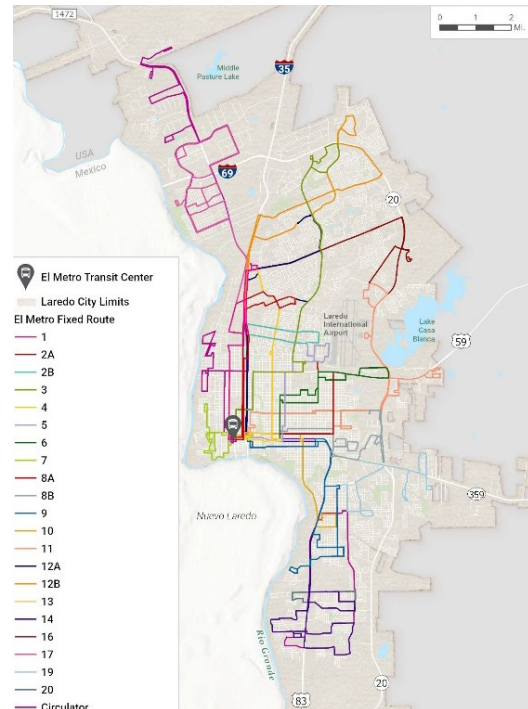 1472
0 1 2
Mi.
Middle
Pasture Lake
35
USA
Mexico
69
20
El Metro Transit Center
Laredo City Limits
El Metro Fixed Route
1
2A
2B
3
4
5
6
7
8A
8B
9
10
11
12A
12B
13
14
16
17
19
20
Circulator
Laredo
International
Airport
Lake
Casa
Blanca
59
359
Nuevo Laredo
Rio Grande
83
20